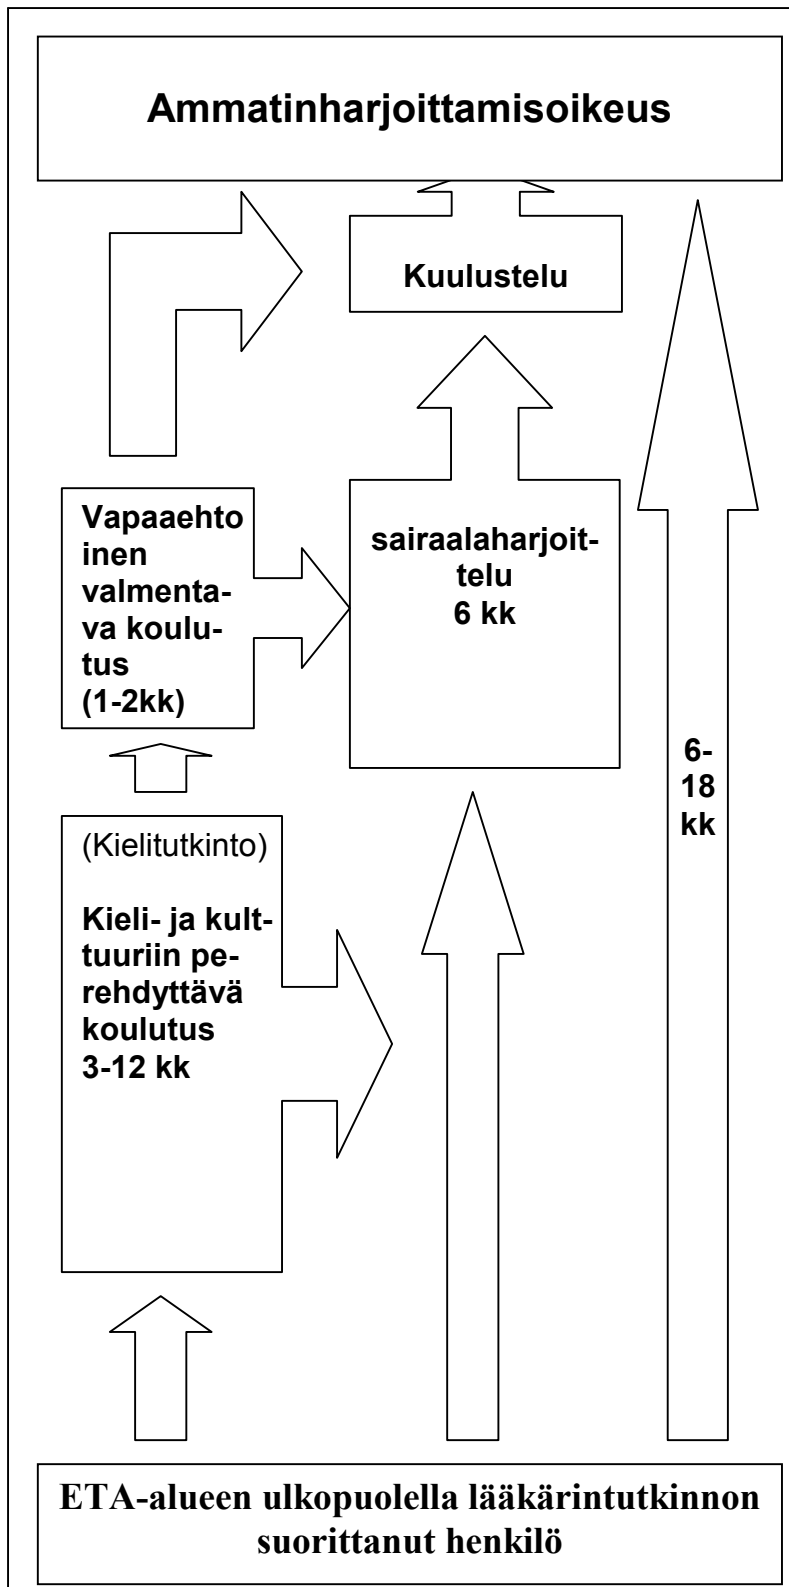 Ammatinharjoittamisoikeus
Kuulustelu
Vapaaehto
inen
valmenta-
va koulu-
tus
(1-2kk)
sairaalaharjoit-
telu
6 kk
6-
18
kk
(Kielitutkinto)
Kieli- ja kult-
tuuriin pe-
rehdyttävä
koulutus
3-12 kk
ETA-alueen ulkopuolella lääkärintutkinnon
suorittanut henkilö